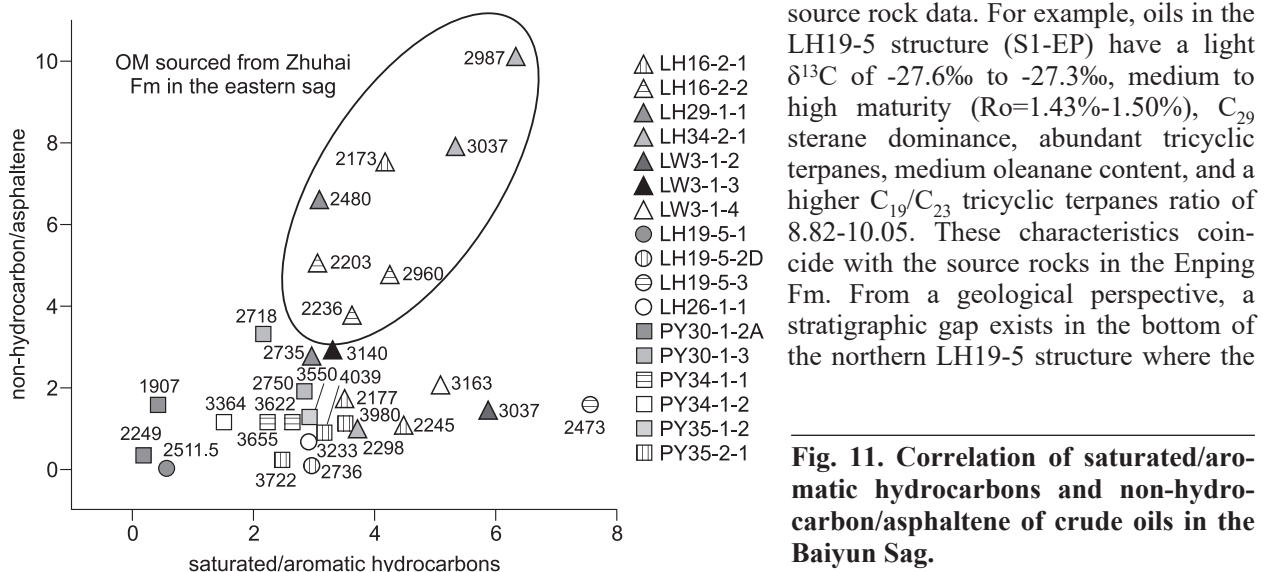 non-hydrocarbon/asphaltene
10
8
6
4
2
0
OM sourced from Zhuhai
Fm in the eastern sag
2987
3037
2173
2480
2203
2960
2236
2718
2735
3140
3550
4039
2750
2177
3163
1907
3364
3622
3980
3037
2245
2473
2249
2511.5
3655
3233
2298
3722
2736
0
2
4
6
8
saturated/aromatic hydrocarbons
LH16-2-1
LH16-2-2
LH29-1-1
LH34-2-1
LW3-1-2
LW3-1-3
LW3-1-4
LH19-5-1
LH19-5-2D
LH19-5-3
LH26-1-1
PY30-1-2A
PY30-1-3
PY34-1-1
PY34-1-2
PY35-1-2
PY35-2-1
source rock data. For example, oils in the
LH19-5 structure (S1-EP) have a light
δ¹³C of -27.6‰ to -27.3‰, medium to
high maturity (Ro=1.43%-1.50%), C₂₉
sterane dominance, abundant tricyclic
terpanes, medium oleanane content, and a
higher C₁₉/C₂₃ tricyclic terpanes ratio of
8.82-10.05. These characteristics coin-
cide with the source rocks in the Enping
Fm. From a geological perspective, a
stratigraphic gap exists in the bottom of
the northern LH19-5 structure where the
Fig. 11. Correlation of saturated/aro-
matic hydrocarbons and non-hydro-
carbon/asphaltene of crude oils in the
Baiyun Sag.